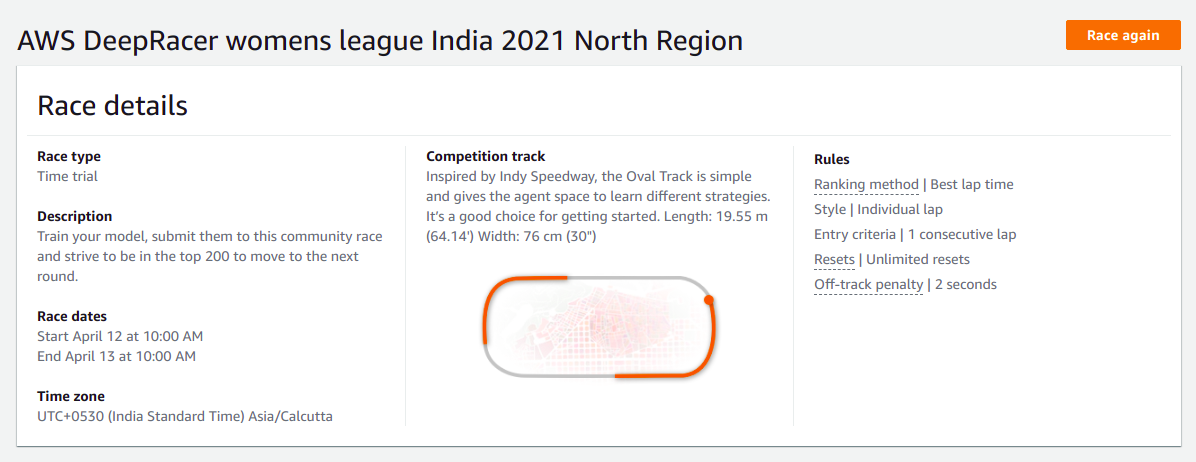 AWS DeepRacer womens league India 2021 North Region
Race again
Race details
Race type
Time trial
Description
Train your model, submit them to this community race
and strive to be in the top 200 to move to the next
round.
Race dates
Start April 12 at 10:00 AM
End April 13 at 10:00 AM
Time zone
UTC+0530 (India Standard Time) Asia/Calcutta
Competition track
Inspired by Indy Speedway, the Oval Track is simple
and gives the agent space to learn different strategies.
It's a good choice for getting started. Length: 19.55 m
(64.14') Width: 76 cm (30")
Rules
Ranking method | Best lap time
Style | Individual lap
Entry criteria | 1 consecutive lap
Resets | Unlimited resets
Off-track penalty | 2 seconds